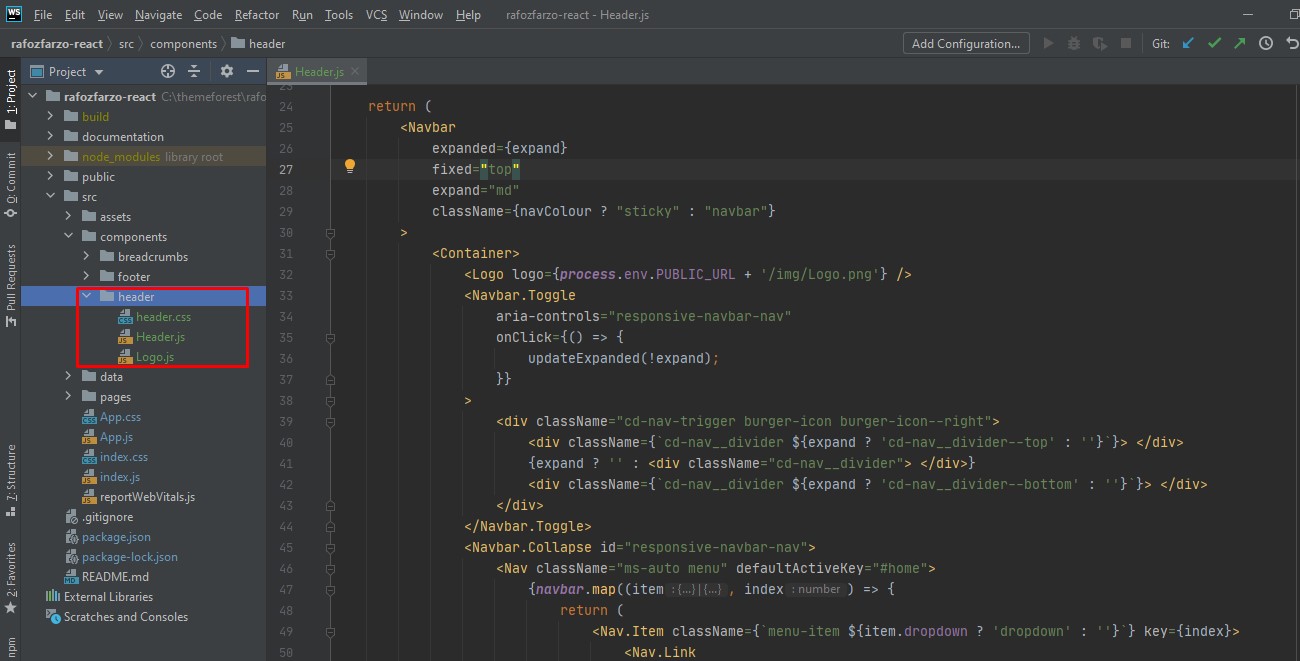 WS File Edit View Navigate Code Refactor Run Tools VCS Window Help rafozfarzo-react - Header.js
rafozfarzo-react src components header Add Configuration... Git:
Project
Header.js
1: Project
0: Commit
Pull Requests
7: Structure
2: Favorites
npm
rafozfarzo-react C:\themeforest\rafo
build
documentation
node_modules library root
public
src
assets
components
breadcrumbs
footer
header
header.css
Header.js
Logo.js
data
pages
App.css
App.js
index.css
index.js
reportWebVitals.js
.gitignore
package.json
package-lock.json
README.md
External Libraries
Scratches and Consoles
23
24 return (
25 <Navbar
26 expanded={expand}
27 fixed="top"
28 expand="md"
29 className={navColour ? "sticky" : "navbar"}
30 >
31 <Container>
32 <Logo logo={process.env.PUBLIC_URL + '/img/Logo.png'} />
33 <Navbar.Toggle
34 aria-controls="responsive-navbar-nav"
35 onClick={() => {
36 updateExpanded(!expand);
37 }}
38 >
39 <div className="cd-nav-trigger burger-icon burger-icon--right">
40 <div className={`cd-nav__divider ${expand ? 'cd-nav__divider--top' : ''}`}> </div>
41 {expand ? '' : <div className="cd-nav__divider"> </div>}
42 <div className={`cd-nav__divider ${expand ? 'cd-nav__divider--bottom' : ''}`}> </div>
43 </div>
44 </Navbar.Toggle>
45 <Navbar.Collapse id="responsive-navbar-nav">
46 <Nav className="ms-auto menu" defaultActiveKey="#home">
47 {navbar.map((item : {...}|{...} , index : number ) => {
48 return (
49 <Nav.Item className={`menu-item ${item.dropdown ? 'dropdown' : ''}`} key={index}>
50 <Nav.Link